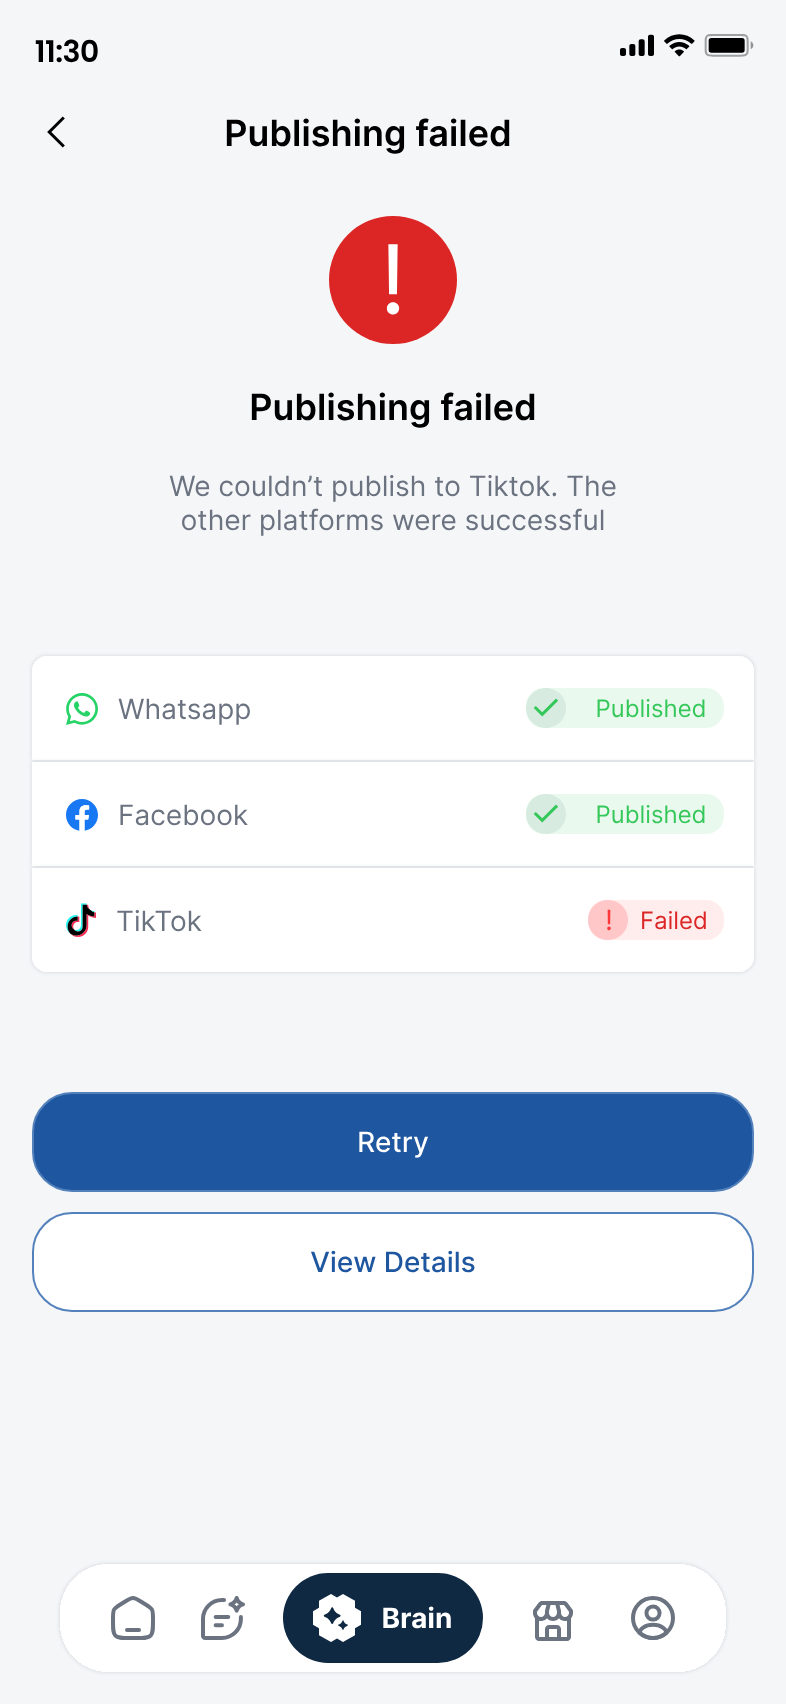 11:30
Publishing failed
Publishing failed
We couldn’t publish to Tiktok. The
other platforms were successful
Whatsapp
Published
Facebook
Published
TikTok
! Failed
Retry
View Details
Brain